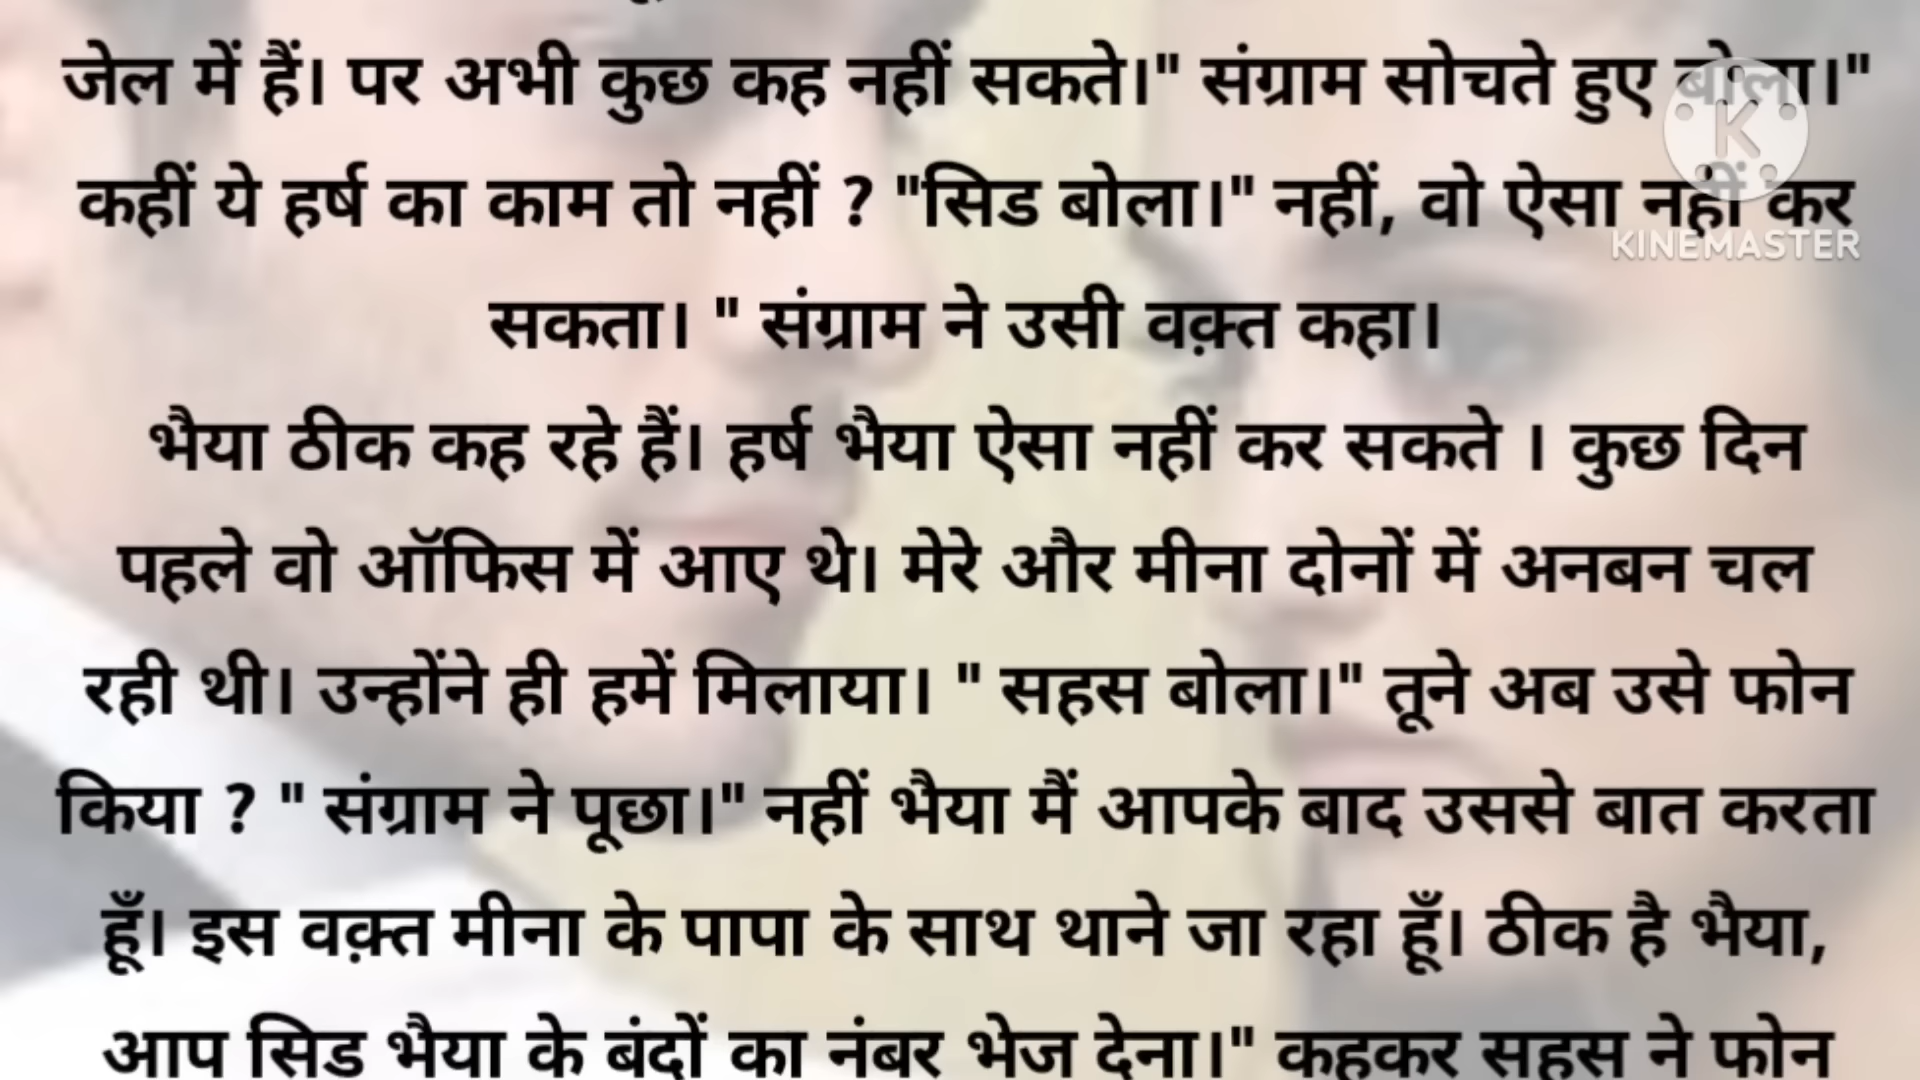 जेल में हैं। पर अभी कुछ कह नहीं सकते।" संग्राम सोचते हुए बोला।"
कहीं ये हर्ष का काम तो नहीं ? "सिड बोला।" नहीं, वो ऐसा नहीं कर
सकता। " संग्राम ने उसी वक़्त कहा।
भैया ठीक कह रहे हैं। हर्ष भैया ऐसा नहीं कर सकते । कुछ दिन
पहले वो ऑफिस में आए थे। मेरे और मीना दोनों में अनबन चल
रही थी। उन्होंने ही हमें मिलाया। " सहस बोला।" तूने अब उसे फोन
किया ? " संग्राम ने पूछा।" नहीं भैया मैं आपके बाद उससे बात करता
हूँ। इस वक़्त मीना के पापा के साथ थाने जा रहा हूँ। ठीक है भैया,
आप सिड भैया के बंदों का नंबर भेज देना।" कहकर सहस ने फोन
K
KINEMASTER